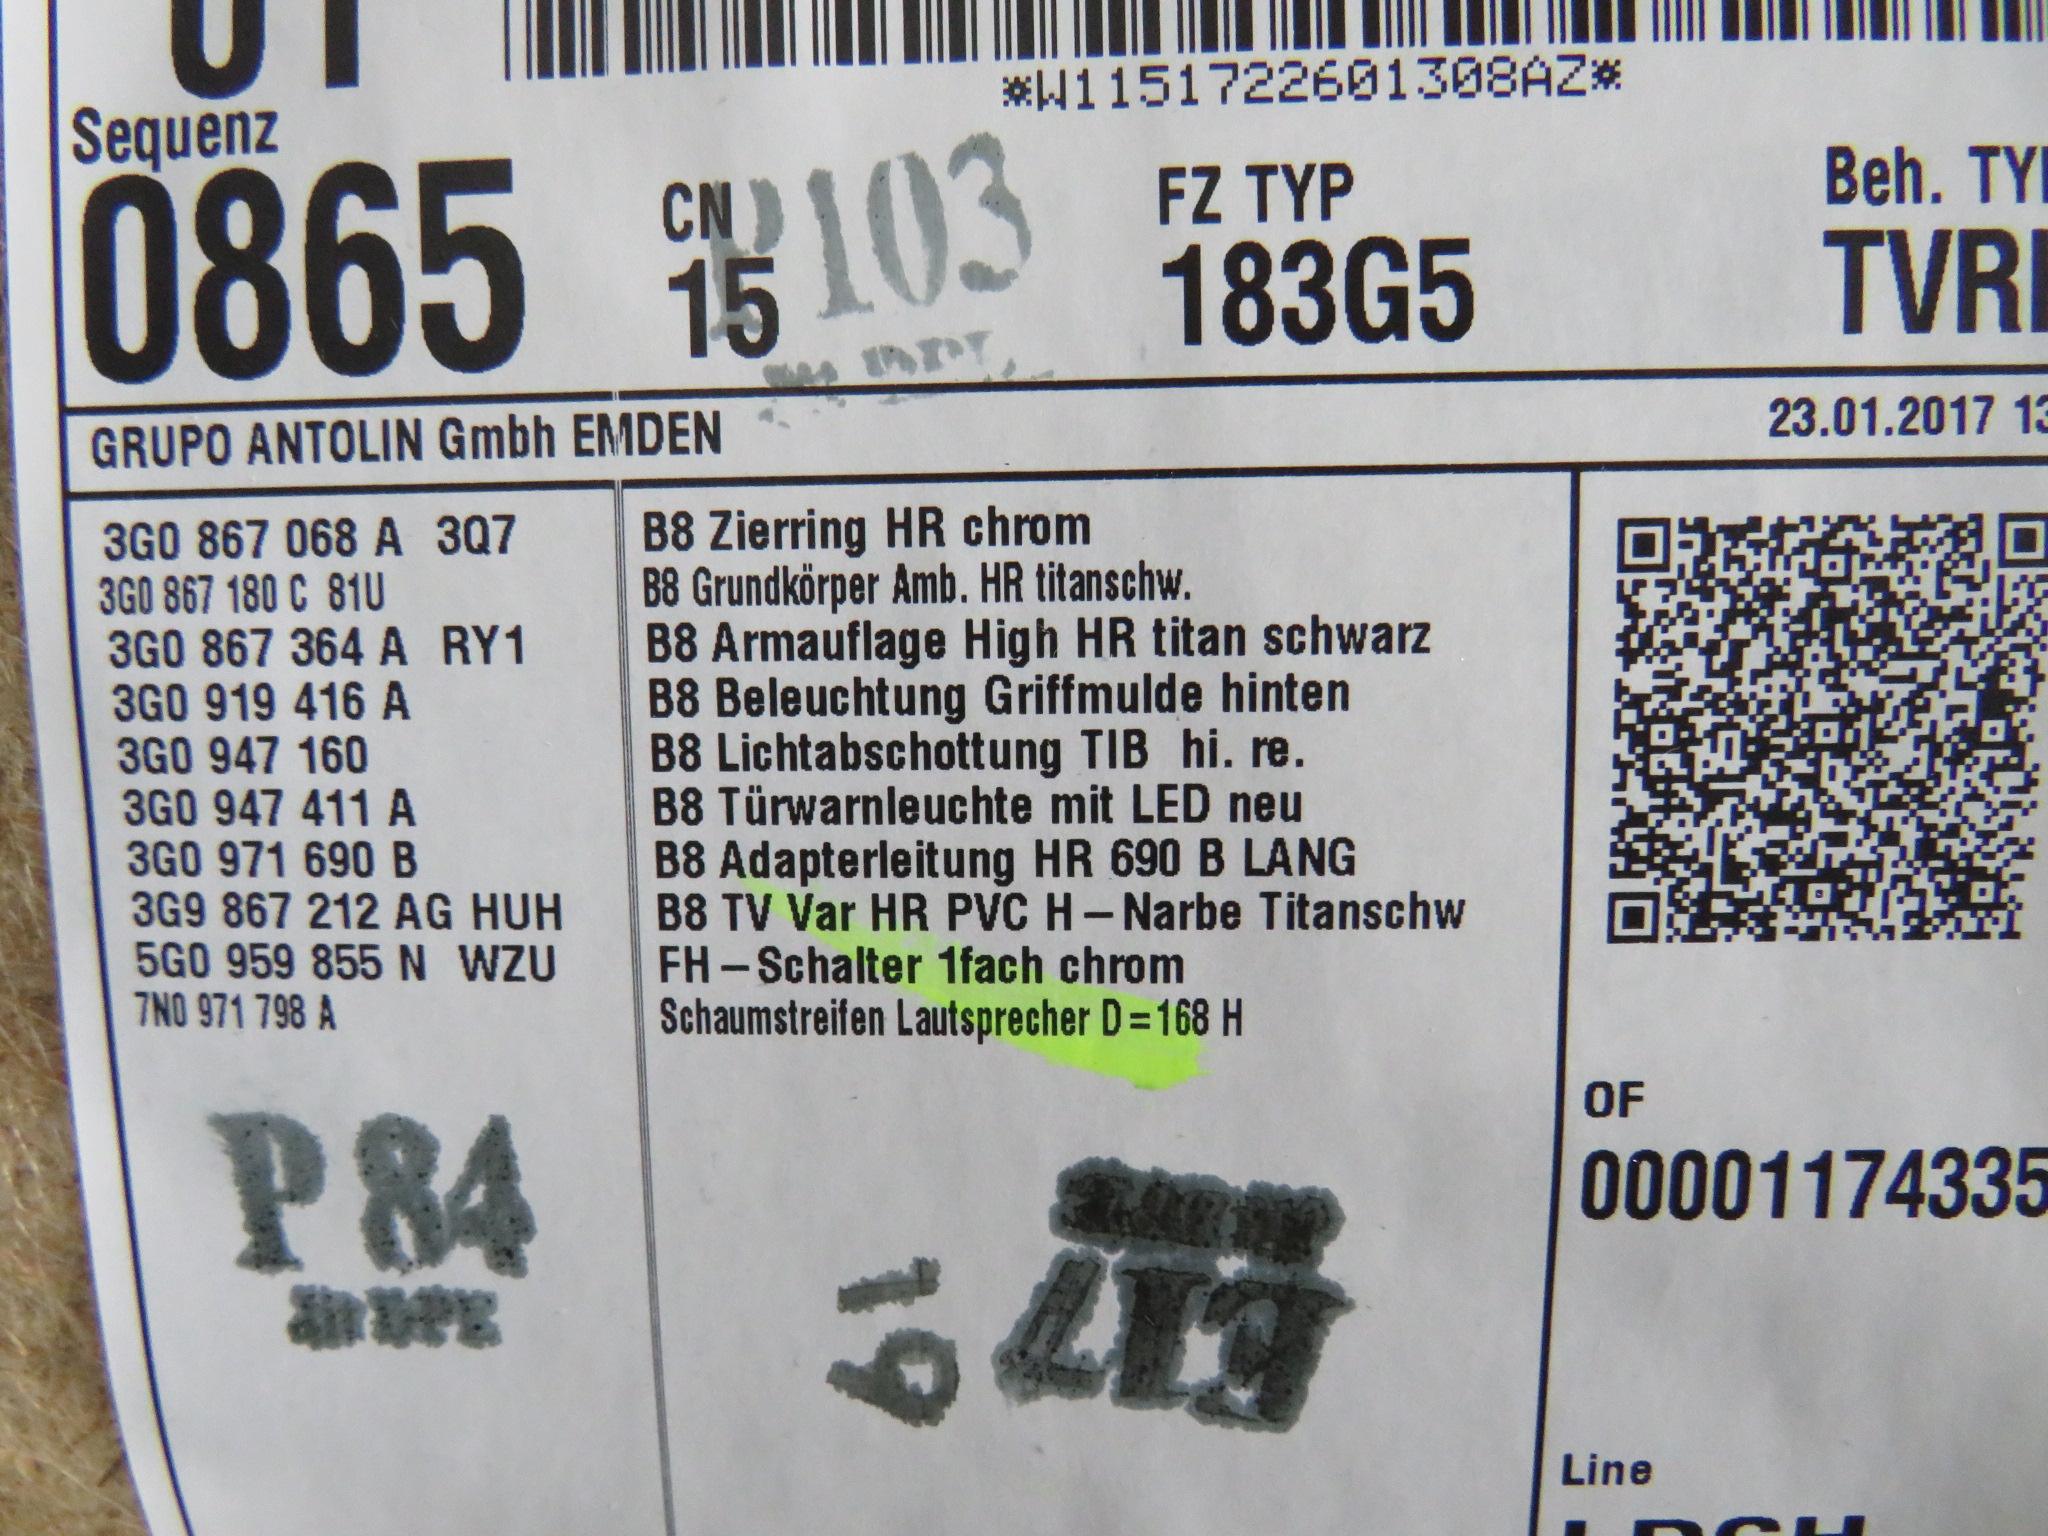 *W1151722601308AZ*
Sequenz
0865
CN
15
P103
FZ TYP
183G5
Beh.
GRUPO ANTOLIN Gmbh EMDEN
23.01.2017
3G0 867 068 A 3Q7 B8 Zierring HR chrom
3G0 867 180 C 81U B8 Grundkörper Amb. HR titanschw.
3G0 867 364 A RY1 B8 Armauflage High HR titan schwarz
3G0 919 416 A B8 Beleuchtung Griffmulde hinten
3G0 947 160 B8 Lichtabschottung TIB hi. re.
3G0 947 411 A B8 Türwarnleuchte mit LED neu
3G0 971 690 B B8 Adapterleitung HR 690 B LANG
3G9 867 212 AG HUH B8 TV Var HR PVC H-Narbe Titanschw
5G0 959 855 N WZU FH-Schalter 1fach chrom
7N0 971 798 A Schaumstreifen Lautsprecher D=168 H
OF
00001174335
P 84
Line